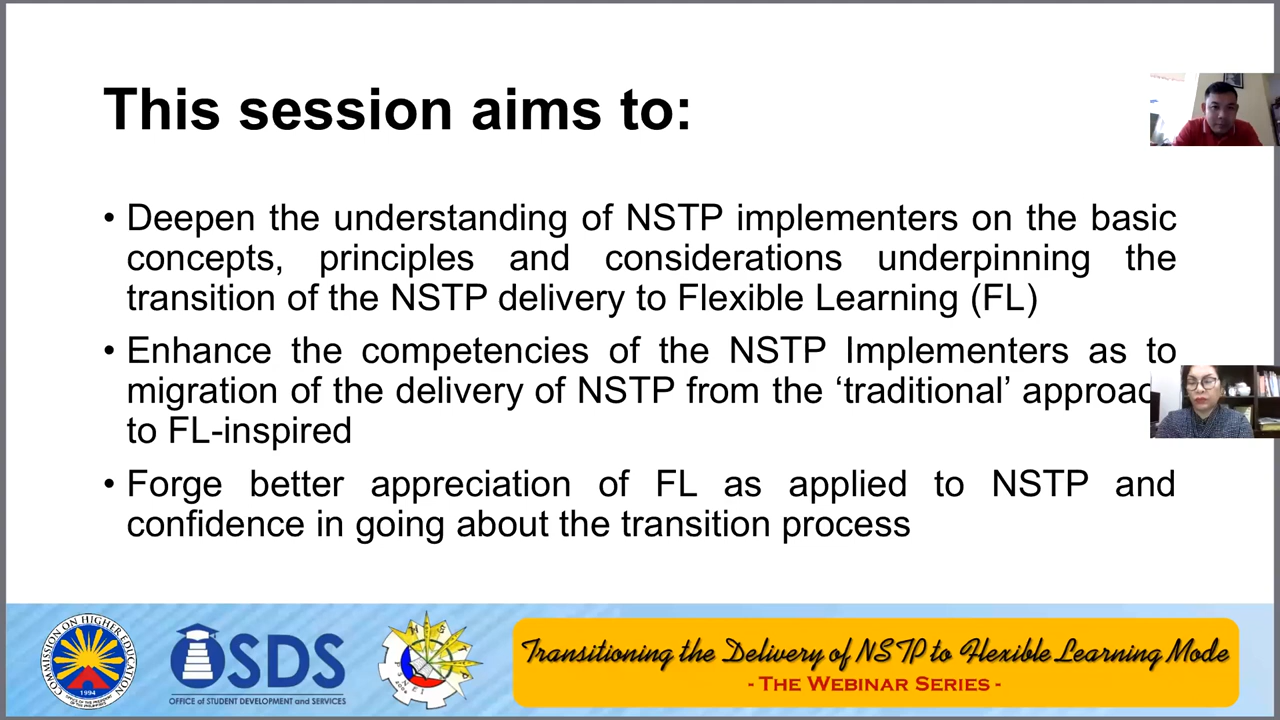 This session aims to:
• Deepen the understanding of NSTP implementers on the basic
concepts, principles and considerations underpinning the
transition of the NSTP delivery to Flexible Learning (FL)
• Enhance the competencies of the NSTP Implementers as to
migration of the delivery of NSTP from the ‘traditional’ approac
to FL-inspired
• Forge better appreciation of FL as applied to NSTP and
confidence in going about the transition process
COMMISSION ON HIGHER EDUCATION
1994
OSDS
OFFICE of STUDENT DEVELOPMENT and SERVICES
Transitioning the Delivery of NSTP to Flexible Learning Mode
- THE WEBINAR SERIES -